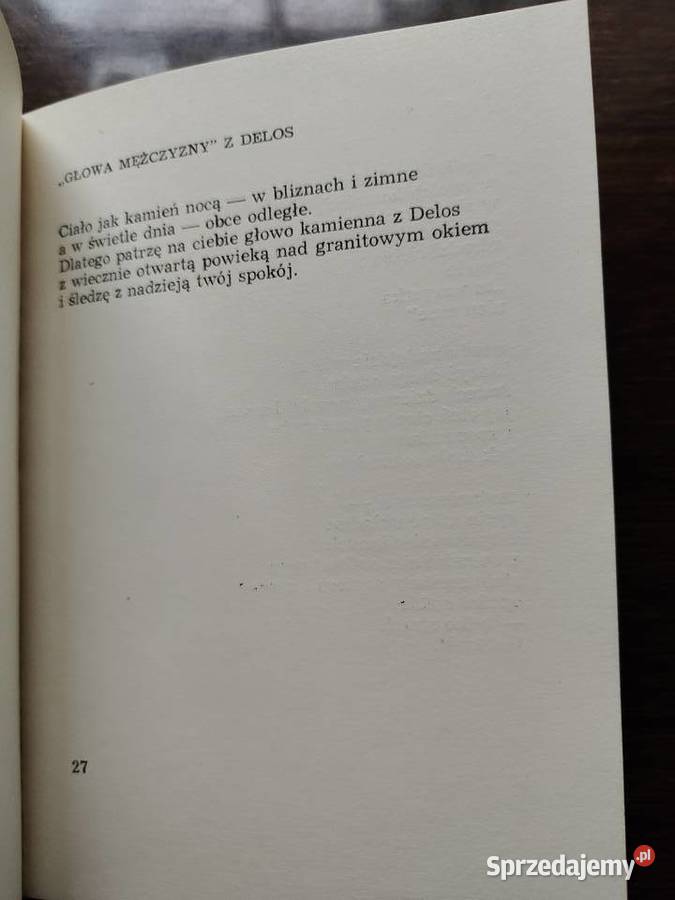 „GŁOWA MĘŻCZYZNY” Z DELOS
Ciało jak kamień nocą — w bliznach i zimne
a w świetle dnia — obce odległe.
Dlatego patrzę na ciebie głowo kamienna z Delos
z wiecznie otwartą powieką nad granitowym okiem
i śledzę z nadzieją twój spokój.
27
Sprzedajemy.pl